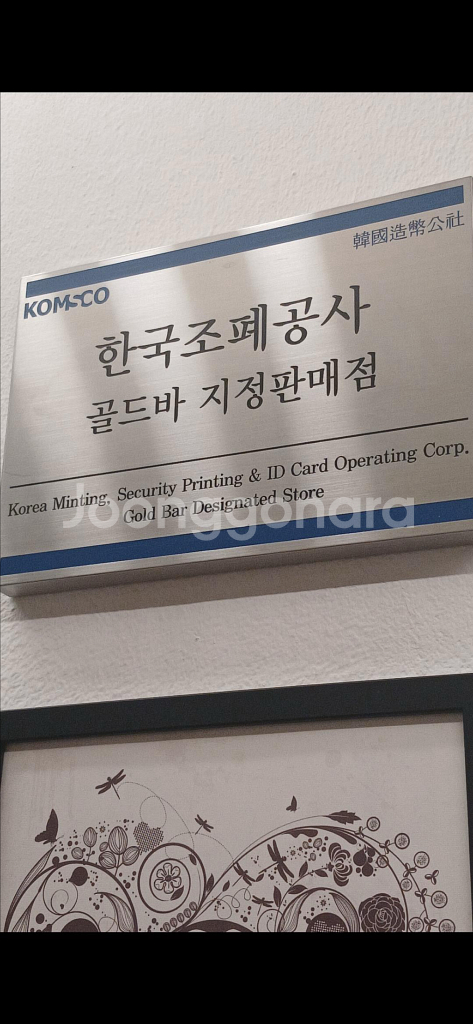 韓國造幣公社
KOMSCO
한국조폐공사
골드바 지정판매점
Korea Minting, Security Printing & ID Card Operating Corp.
Gold Bar Designated Store
Joonggonara